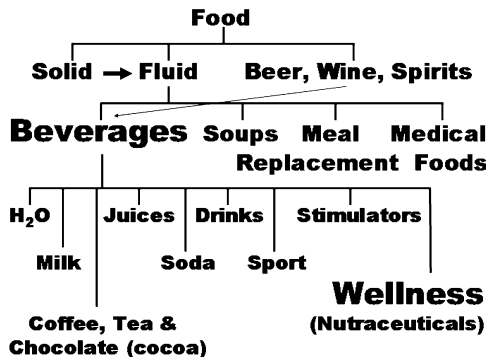 Food
Solid Fluid Beer, Wine, Spirits
Beverages Soups Meal Medical
Replacement Foods
H₂O Juices Drinks Stimulators
Milk Soda Sport
Wellness
Coffee, Tea & (Nutraceuticals)
Chocolate (cocoa)